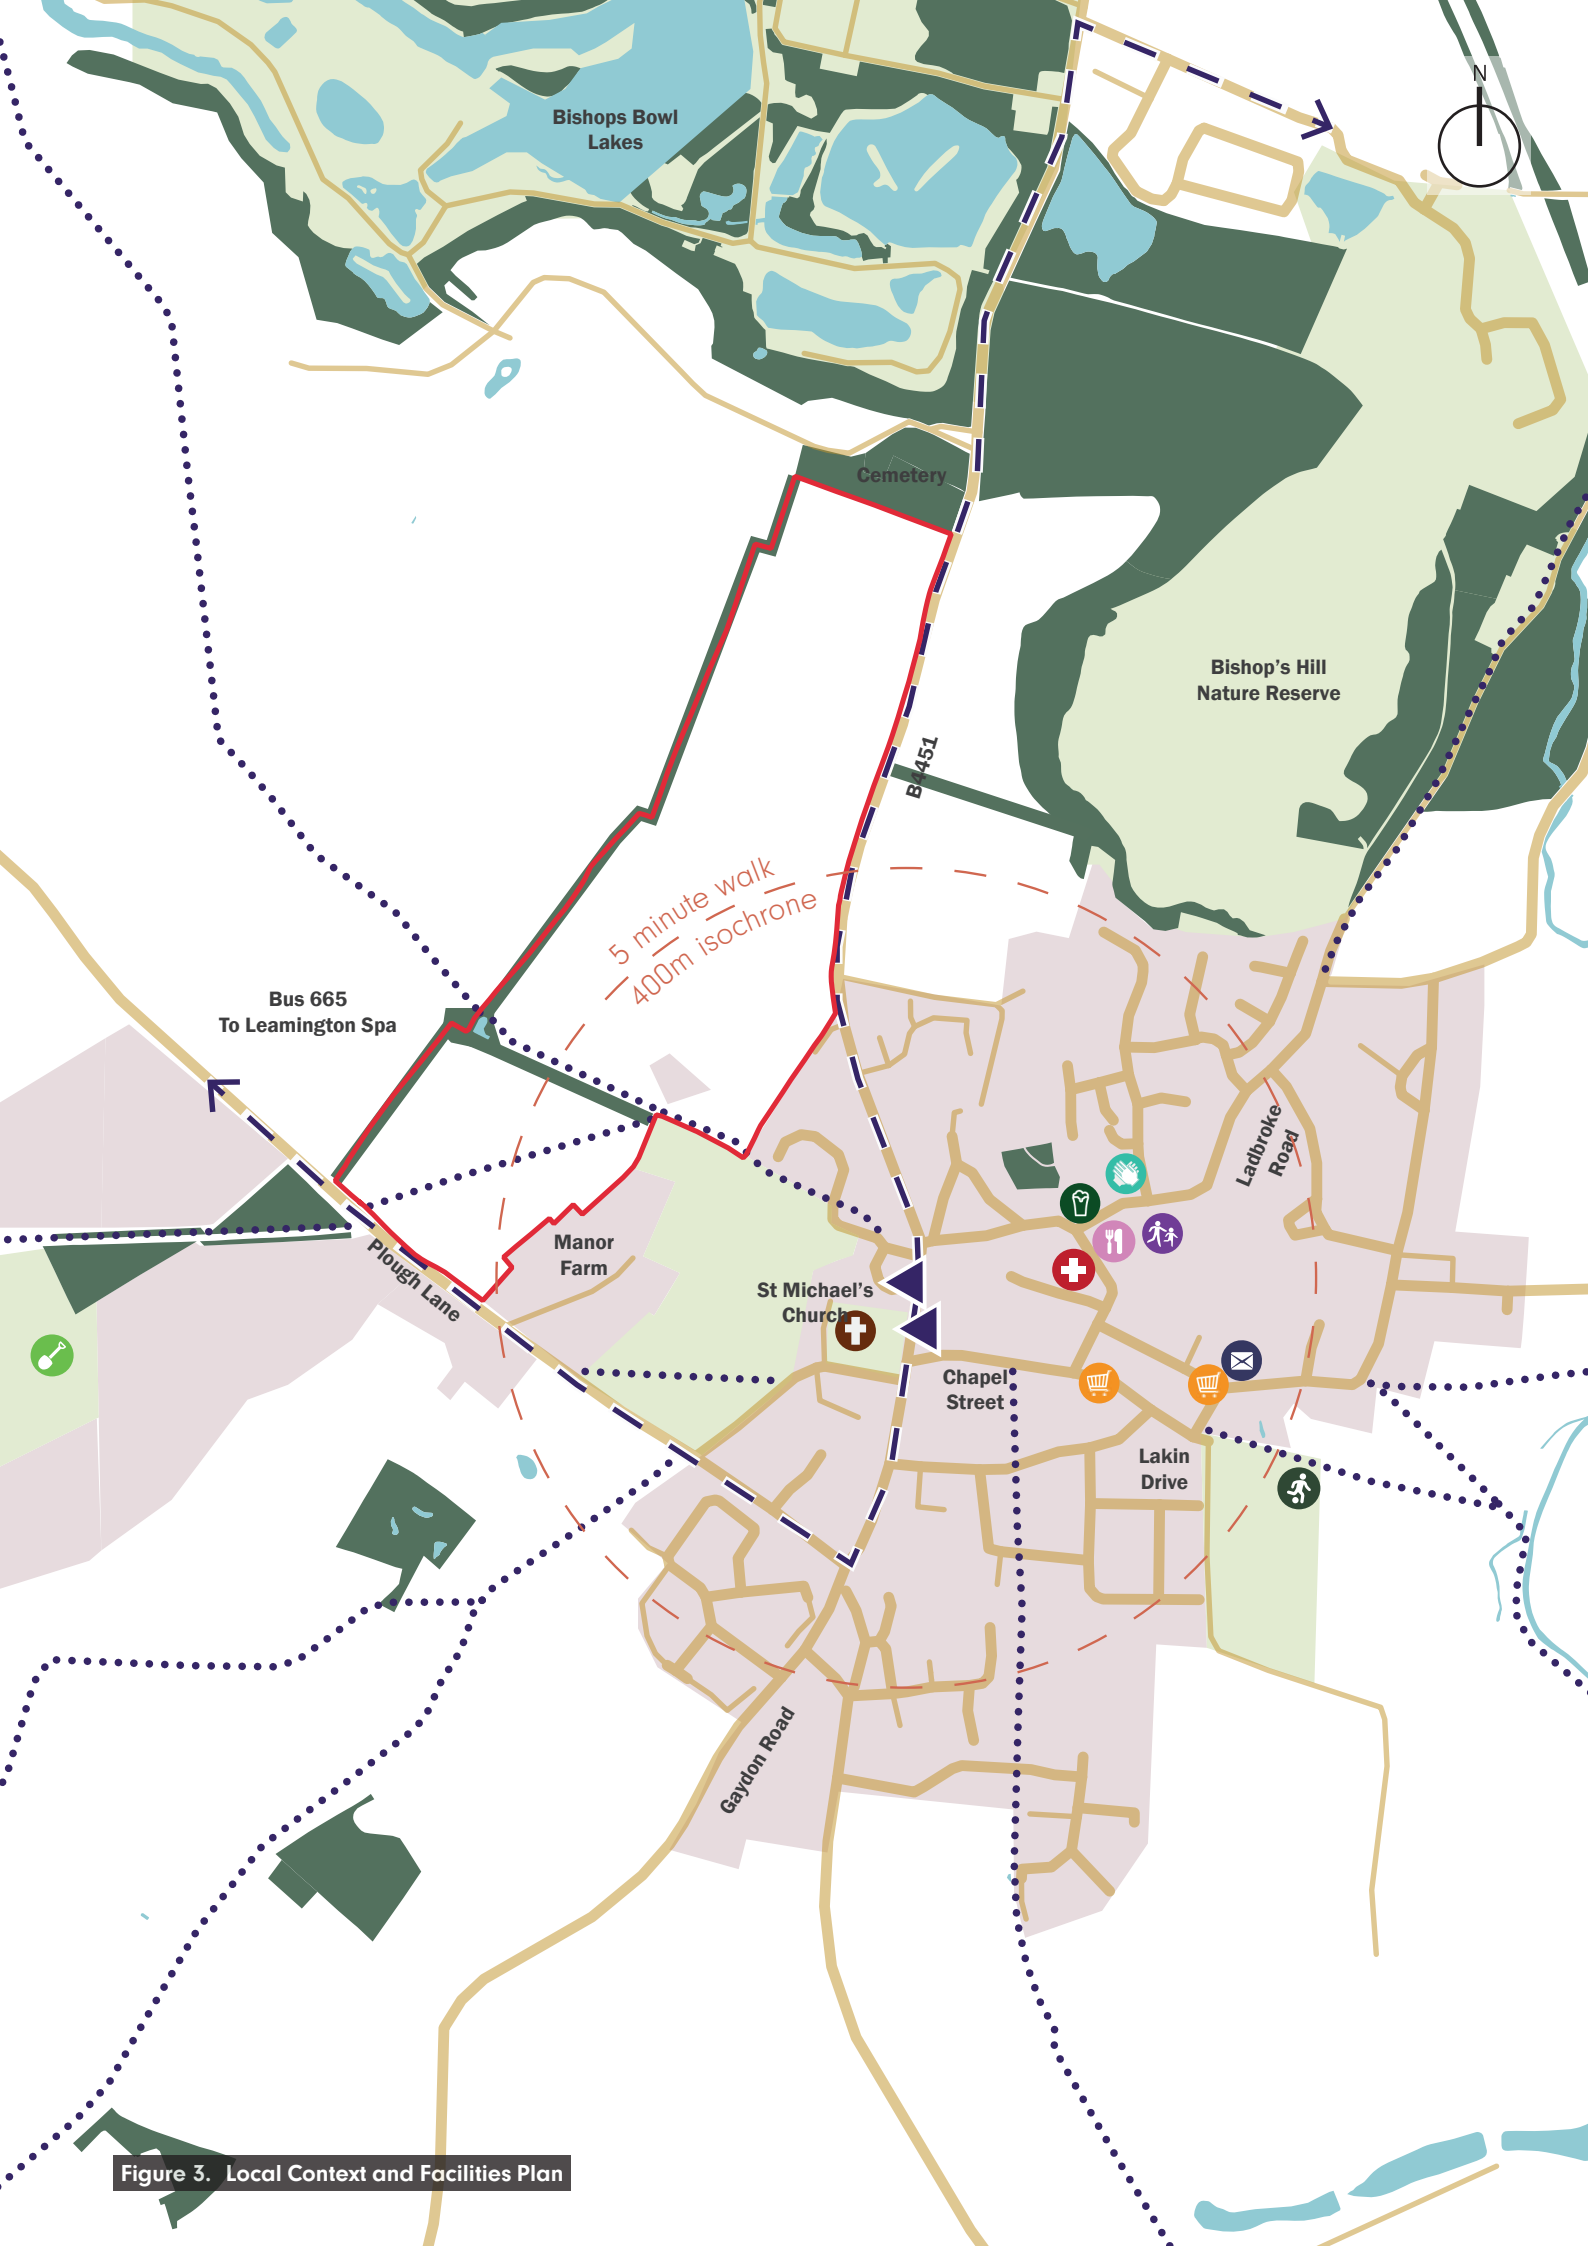 N
Bishops Bowl
Lakes
Cemetery
Bishop's Hill
Nature Reserve
B4451
5 minute walk
400m isochrone
Bus 665
To Leamington Spa
Ladbroke
Road
Manor
Farm
Plough Lane
St Michael's
Church
Chapel
Street
Lakin
Drive
Gaydon Road
Figure 3. Local Context and Facilities Plan